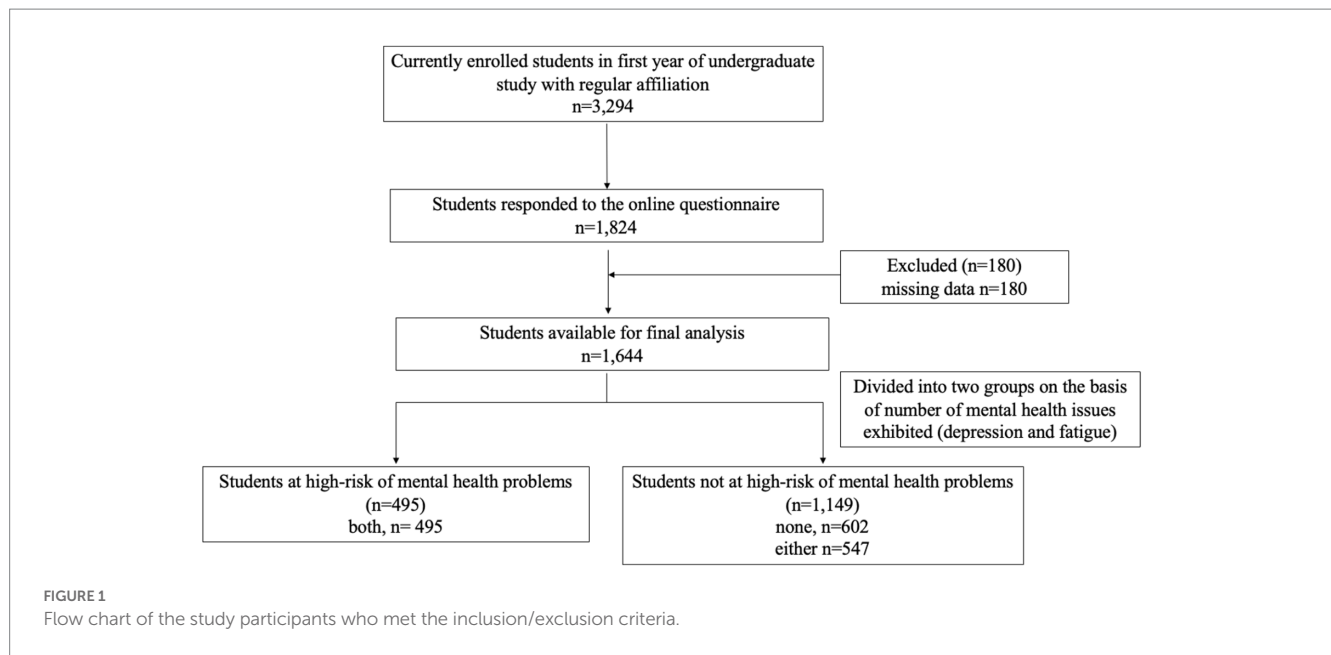 Currently enrolled students in first year of undergraduate
study with regular affiliation
n=3,294
Students responded to the online questionnaire
n=1,824
Excluded (n=180)
missing data n=180
Students available for final analysis
n=1,644
Divided into two groups on the basis
of number of mental health issues
exhibited (depression and fatigue)
Students at high-risk of mental health problems
(n=495)
both, n= 495
Students not at high-risk of mental health problems
(n=1,149)
none, n=602
either n=547
FIGURE 1
Flow chart of the study participants who met the inclusion/exclusion criteria.